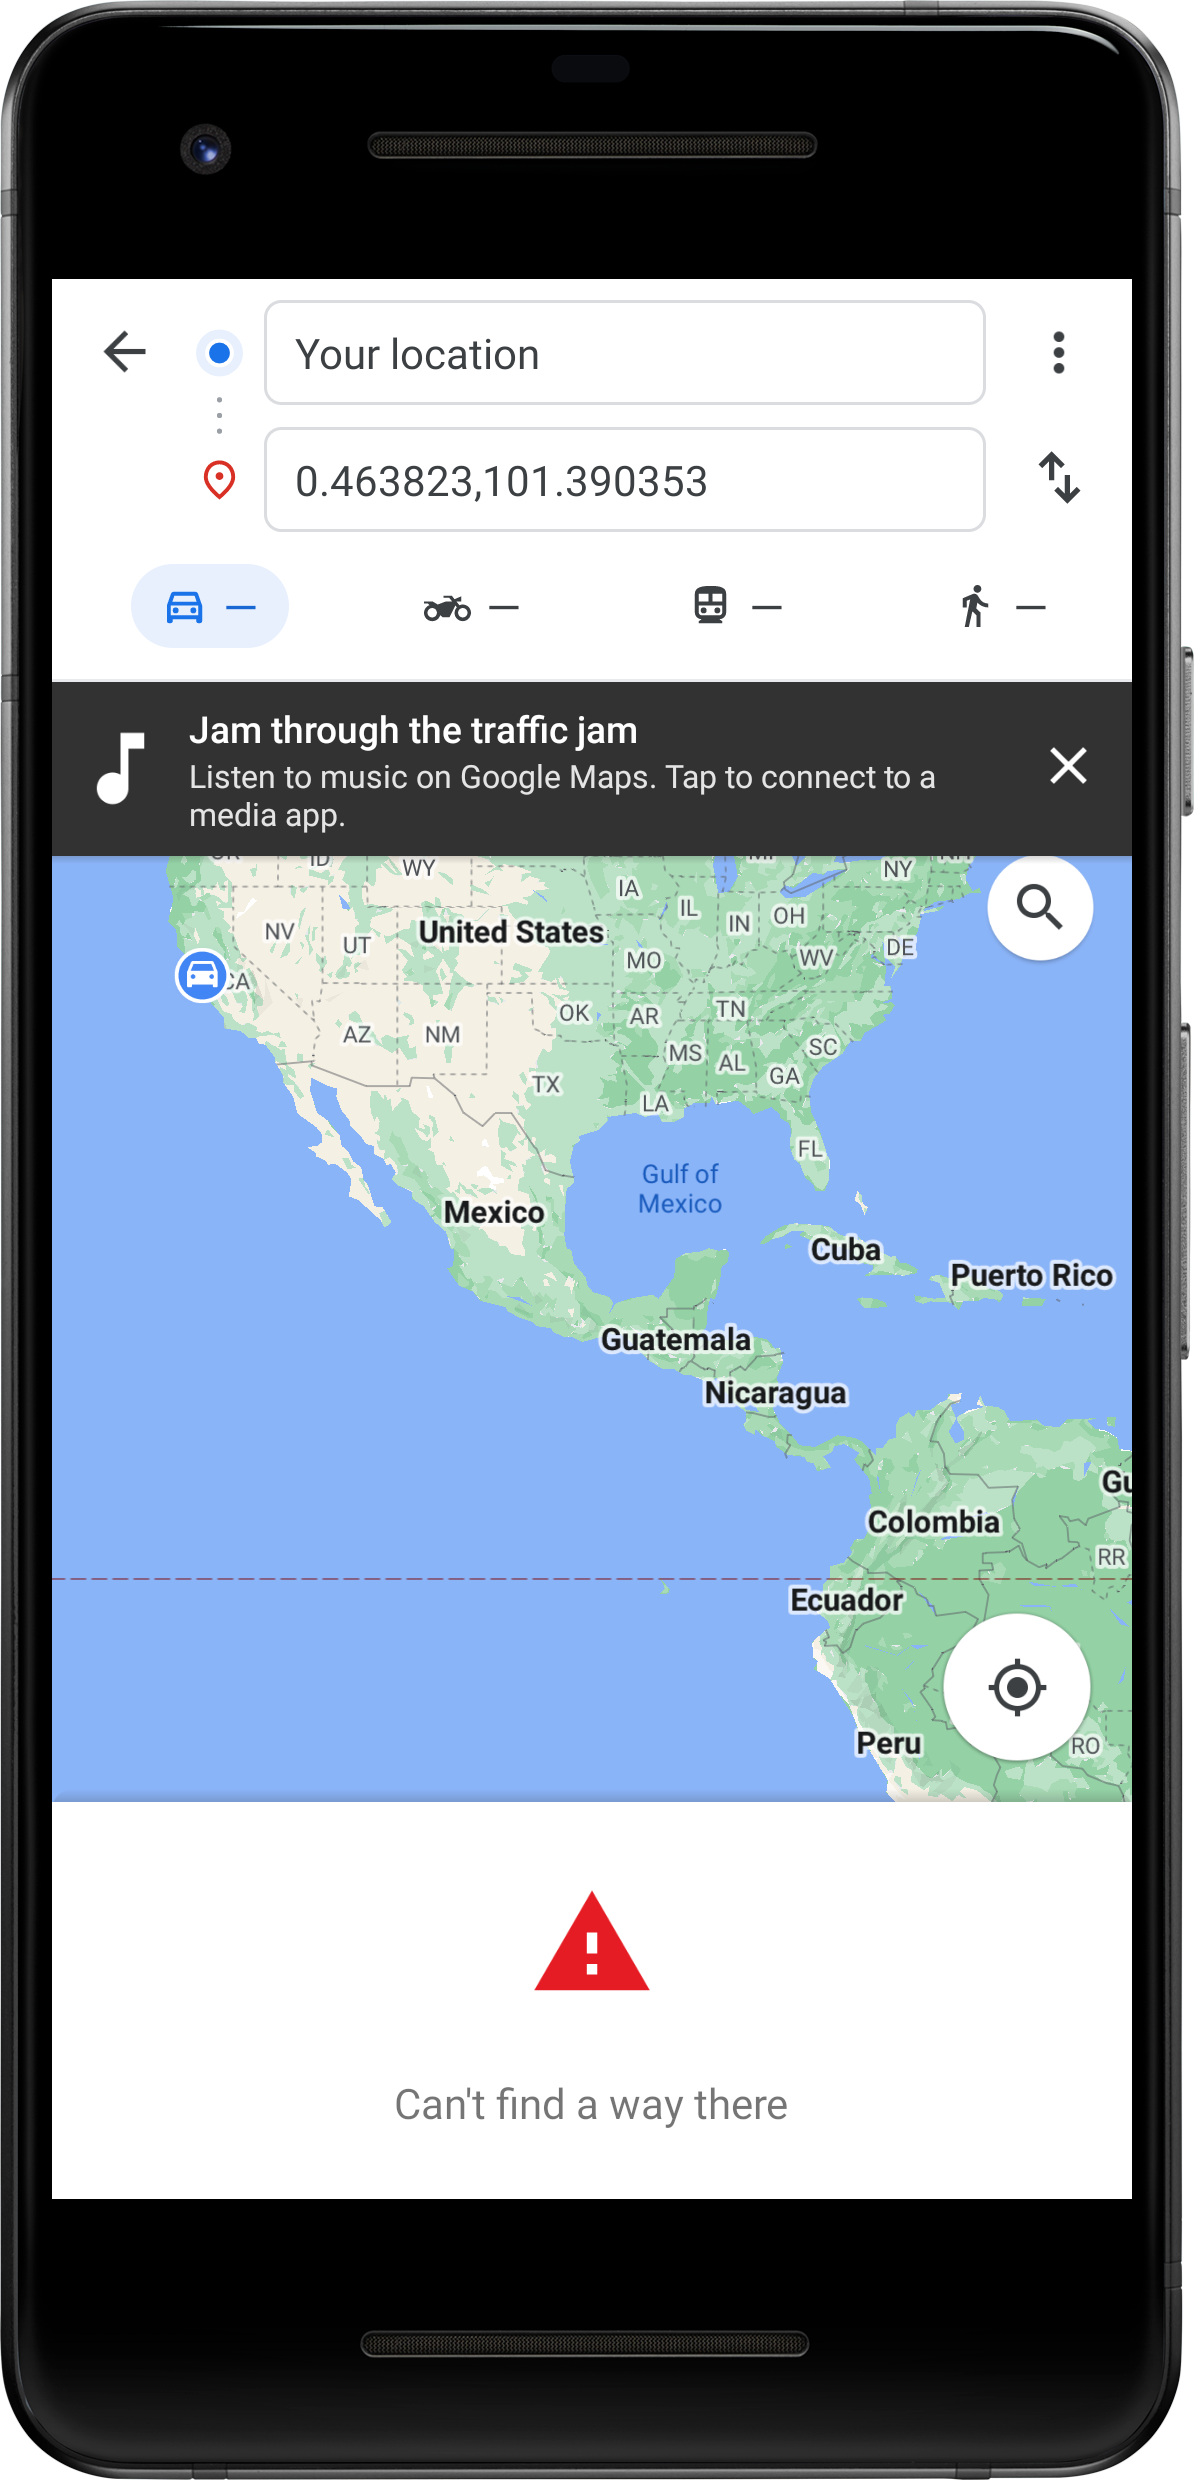 Your location
0.463823,101.390353
Jam through the traffic jam
Listen to music on Google Maps. Tap to connect to a
media app.
ID
WY
NY
IA
IL
IN
OH
NV
UT
United States
MO
WV
DE
CA
OK
AR
TN
AZ
NM
MS
AL
SC
GA
TX
LA
FL
Gulf of
Mexico
Mexico
Cuba
Puerto Rico
Guatemala
Nicaragua
Colombia
RR
Ecuador
Peru
RO
Can't find a way there